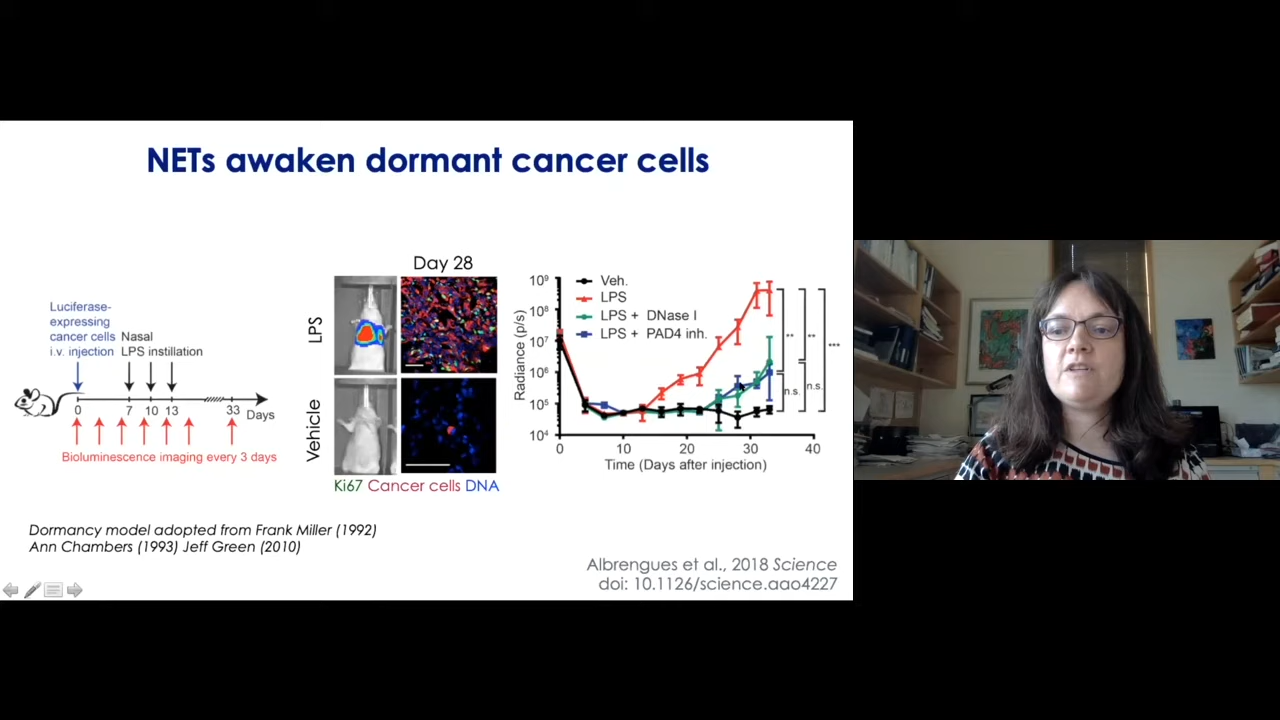 NETs awaken dormant cancer cells
Luciferase-
expressing
cancer cells
i.v. injection
Nasal
LPS instillation
0
7
10
13
33
Days
Bioluminescence imaging every 3 days
Day 28
LPS
Vehicle
Ki67 Cancer cells DNA
Radiance (p/s)
10⁹
10⁸
10⁷
10⁶
10⁵
10⁴
Veh.
LPS
LPS + DNase I
LPS + PAD4 inh.
**
**
***
n.s.
n.s.
0
10
20
30
40
Time (Days after injection)
Dormancy model adopted from Frank Miller (1992)
Ann Chambers (1993) Jeff Green (2010)
Albrengues et al., 2018 Science
doi: 10.1126/science.aao4227